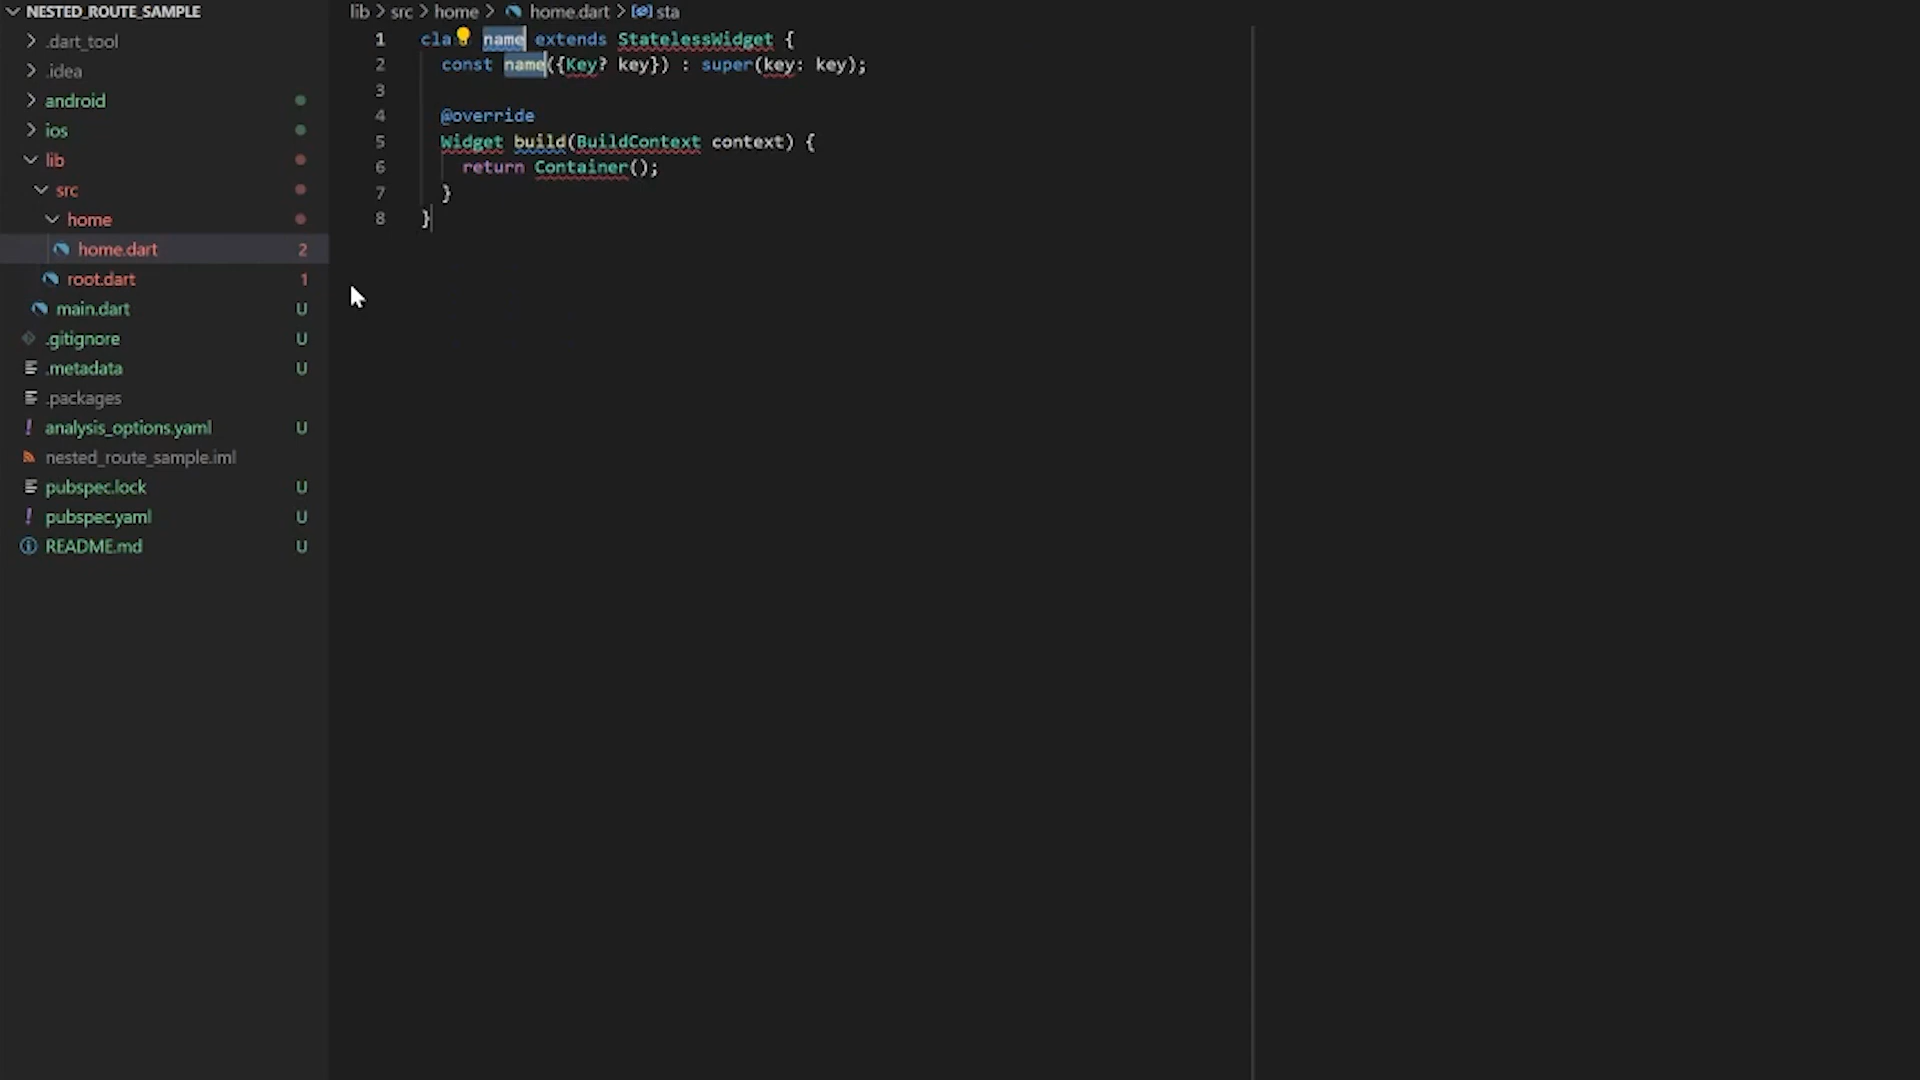 NESTED_ROUTE_SAMPLE
.dart_tool
.idea
android
ios
lib
src
home
home.dart 2
root.dart 1
main.dart U
.gitignore U
.metadata U
.packages
analysis_options.yaml U
nested_route_sample.iml
pubspec.lock U
pubspec.yaml U
README.md U
lib > src > home > home.dart > sta
1 cla name extends StatelessWidget {
2 const name({Key? key}) : super(key: key);
3
4 @override
5 Widget build(BuildContext context) {
6 return Container();
7 }
8 }